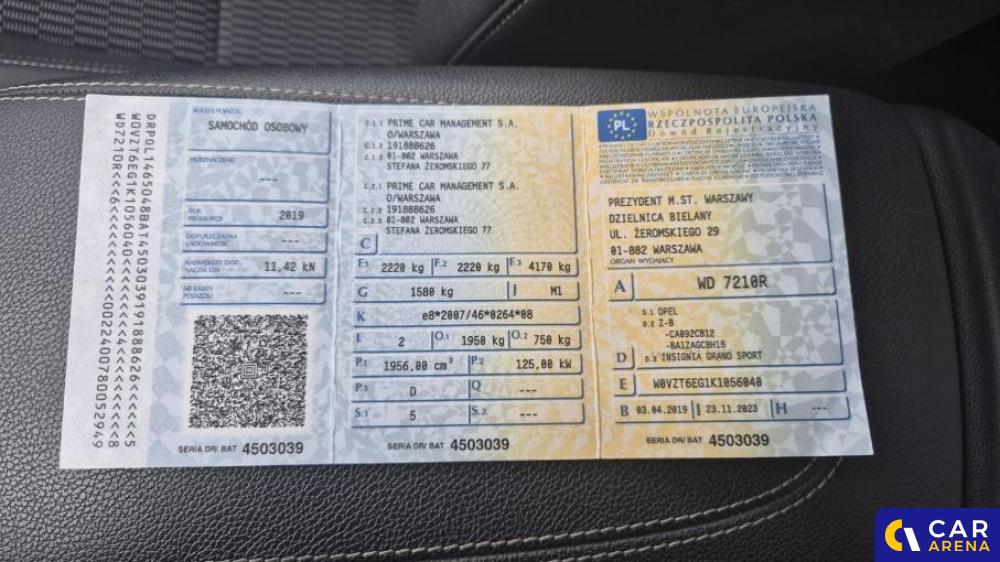 DRPOL1465048BAT4503039191888626<<<<<<5
W0VZT6EG1K1056040<<<<<<<<
WD7210R<<6<<
RODZAJ POJAZDU
SAMOCHÓD OSOBOWY
PRZEZNACZENIE
---
ROK PRODUKCJI 2019
DOPUSZCZALNA ŁADOWNOŚĆ ---
NAJWIĘKSZY DOP. NACISK OSI 11,42 kN
NR KARTY POJAZDU ---
SERIA DR/ BAT 4503039
C.1.1 PRIME CAR MANAGEMENT S.A.
O/WARSZAWA
C.1.2 191888626
C.1.3 01-882 WARSZAWA
STEFANA ŻEROMSKIEGO 77
C.2.1 PRIME CAR MANAGEMENT S.A.
O/WARSZAWA
C.2.2 191888626
C.2.3 01-882 WARSZAWA
STEFANA ŻEROMSKIEGO 77
C
F.1 2220 kg F.2 2220 kg F.3 4170 kg
G 1580 kg J M1
K e8*2007/46*0264*08
L 2 O.1 1950 kg O.2 750 kg
P.1 1956,00 cm³ P.2 125,00 kW
P.3 D Q ---
S.1 5 S.2 ---
SERIA DR/ BAT 4503039
PL
WSPÓLNOTA EUROPEJSKA
RZECZPOSPOLITA POLSKA
Dowód Rejestracyjny
PREZYDENT M.ST. WARSZAWY
DZIELNICA BIELANY
UL. ŻEROMSKIEGO 29
01-882 WARSZAWA
ORGAN WYDAJĄCY
A WD 7210R
D.1 OPEL
D.2 Z-B
-CA092CB12
-BA1ZAGCBH15
D D.3 INSIGNIA GRAND SPORT
E W0VZT6EG1K1056040
B 03.04.2019 I 23.11.2023 H ---
SERIA DR/ BAT 4503039
CAR
ARENA